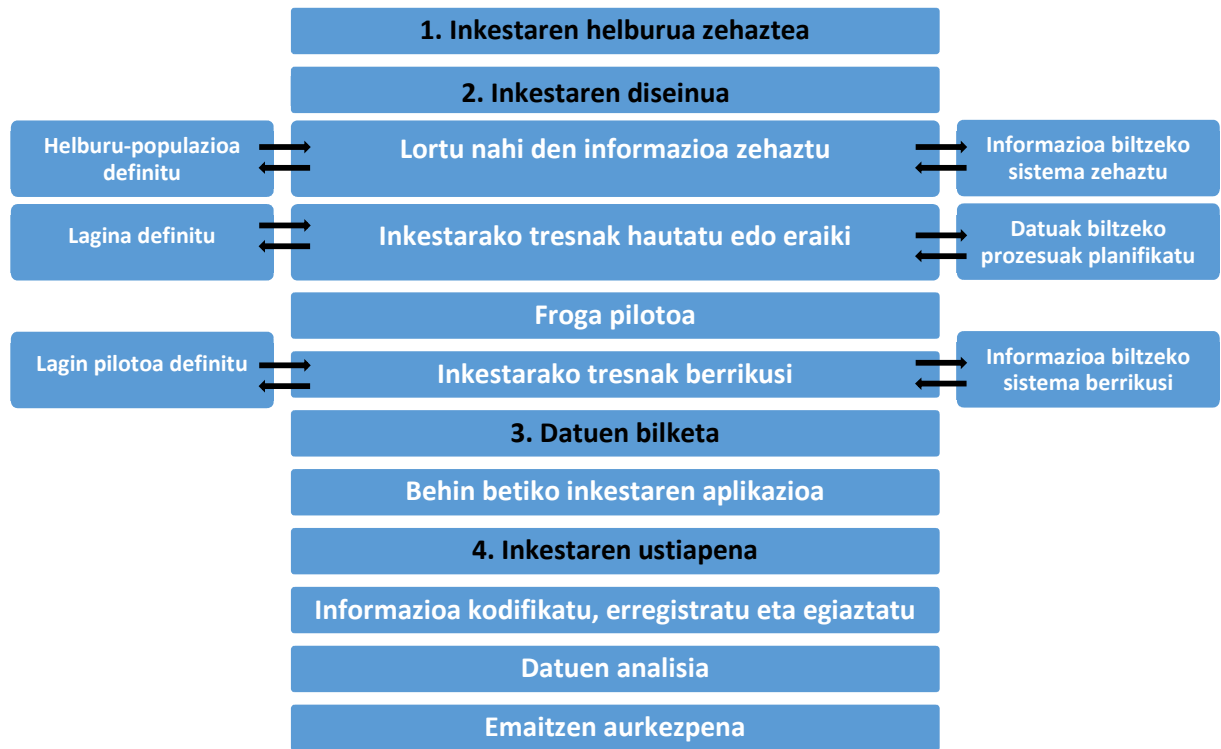 1. Inkestaren helburua zehaztea
2. Inkestaren diseinua
Helburu-populazioa
definitu
Lortu nahi den informazioa zehaztu
Informazioa biltzeko
sistema zehaztu
Lagina definitu
Inkestarako tresnak hautatu edo eraiki
Datuak biltzeko
prozesuak planifikatu
Froga pilotoa
Lagin pilotoa definitu
Inkestarako tresnak berrikusi
Informazioa biltzeko
sistema berrikusi
3. Datuen bilketa
Behin betiko inkestaren aplikazioa
4. Inkestaren ustiapena
Informazioa kodifikatu, erregistratu eta egiaztatu
Datuen analisia
Emaitzen aurkezpena